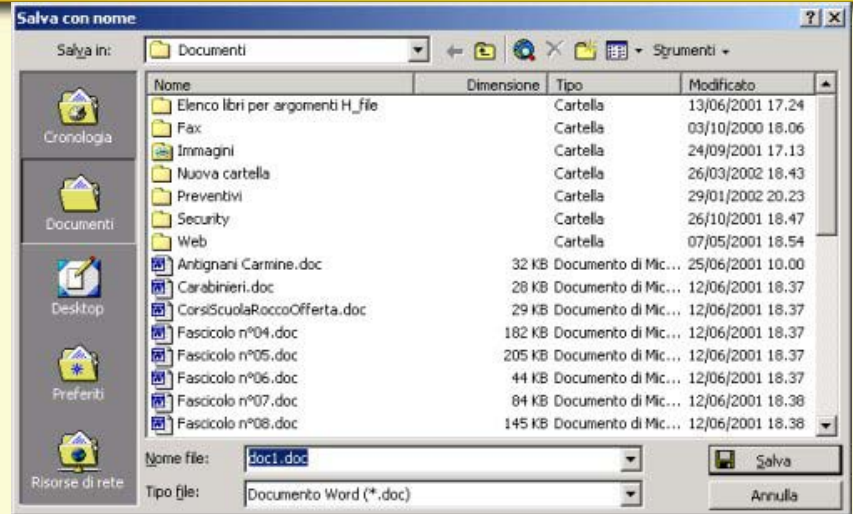 Salva con nome
Salva in: Documenti Strumenti
Nome Dimensione Tipo Modificato
Elenco libri per argomenti H_file Cartella 13/06/2001 17.24
Fax Cartella 03/10/2000 18.06
Immagini Cartella 24/09/2001 17.13
Nuova cartella Cartella 26/03/2002 18.43
Preventivi Cartella 29/01/2002 20.23
Security Cartella 26/10/2001 18.47
Web Cartella 07/05/2001 18.54
Antignani Carmine.doc 32 KB Documento di Mic... 25/06/2001 10.00
Carabinieri.doc 28 KB Documento di Mic... 12/06/2001 18.37
CorsiScuolaRoccoOfferta.doc 29 KB Documento di Mic... 12/06/2001 18.37
Fascicolo n°04.doc 182 KB Documento di Mic... 12/06/2001 18.37
Fascicolo n°05.doc 205 KB Documento di Mic... 12/06/2001 18.37
Fascicolo n°06.doc 44 KB Documento di Mic... 12/06/2001 18.37
Fascicolo n°07.doc 84 KB Documento di Mic... 12/06/2001 18.38
Fascicolo n°08.doc 145 KB Documento di Mic... 12/06/2001 18.38
Cronologia
Documenti
Desktop
Preferiti
Risorse di rete
Nome file: doc1.doc Salva
Tipo file: Documento Word (*.doc) Annulla